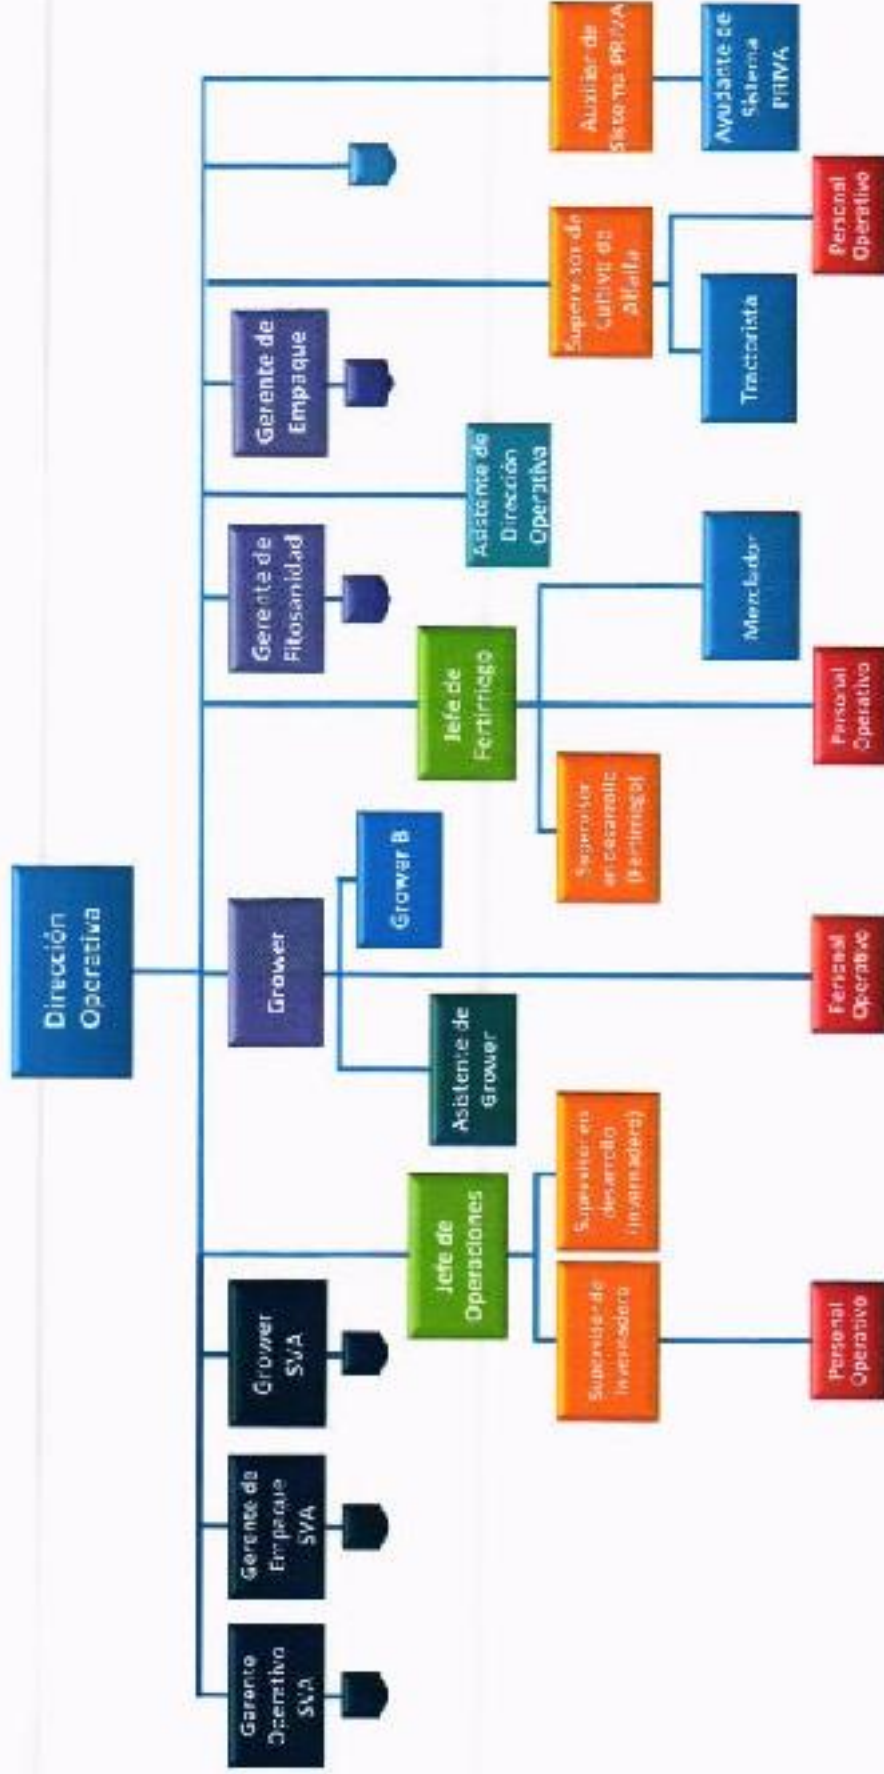 Dirección
Operativa
Gerente
Operativo
SVA
Gerente de
Empaque
SVA
Grower
SVA
Grower
Gerente de
Fitosanidad
Gerente de
Empaque
Grower B
Jefe de
Operaciones
Asistente de
Grower
Jefe de
Fertirriego
Asistente de
Dirección
Operativa
Supervisor de
Invernadero
Supervisor en
desarrollo
(Invernadero)
Supervisor
en Desarrollo
(Fertirriego)
Supervisor de
Cultivo de
Alfalfa
Auxiliar de
Sistema PRIVA
Mezclador
Tractorista
Ayudante de
Sistema
PRIVA
Personal
Operativo
Personal
Operativo
Personal
Operativo
Personal
Operativo